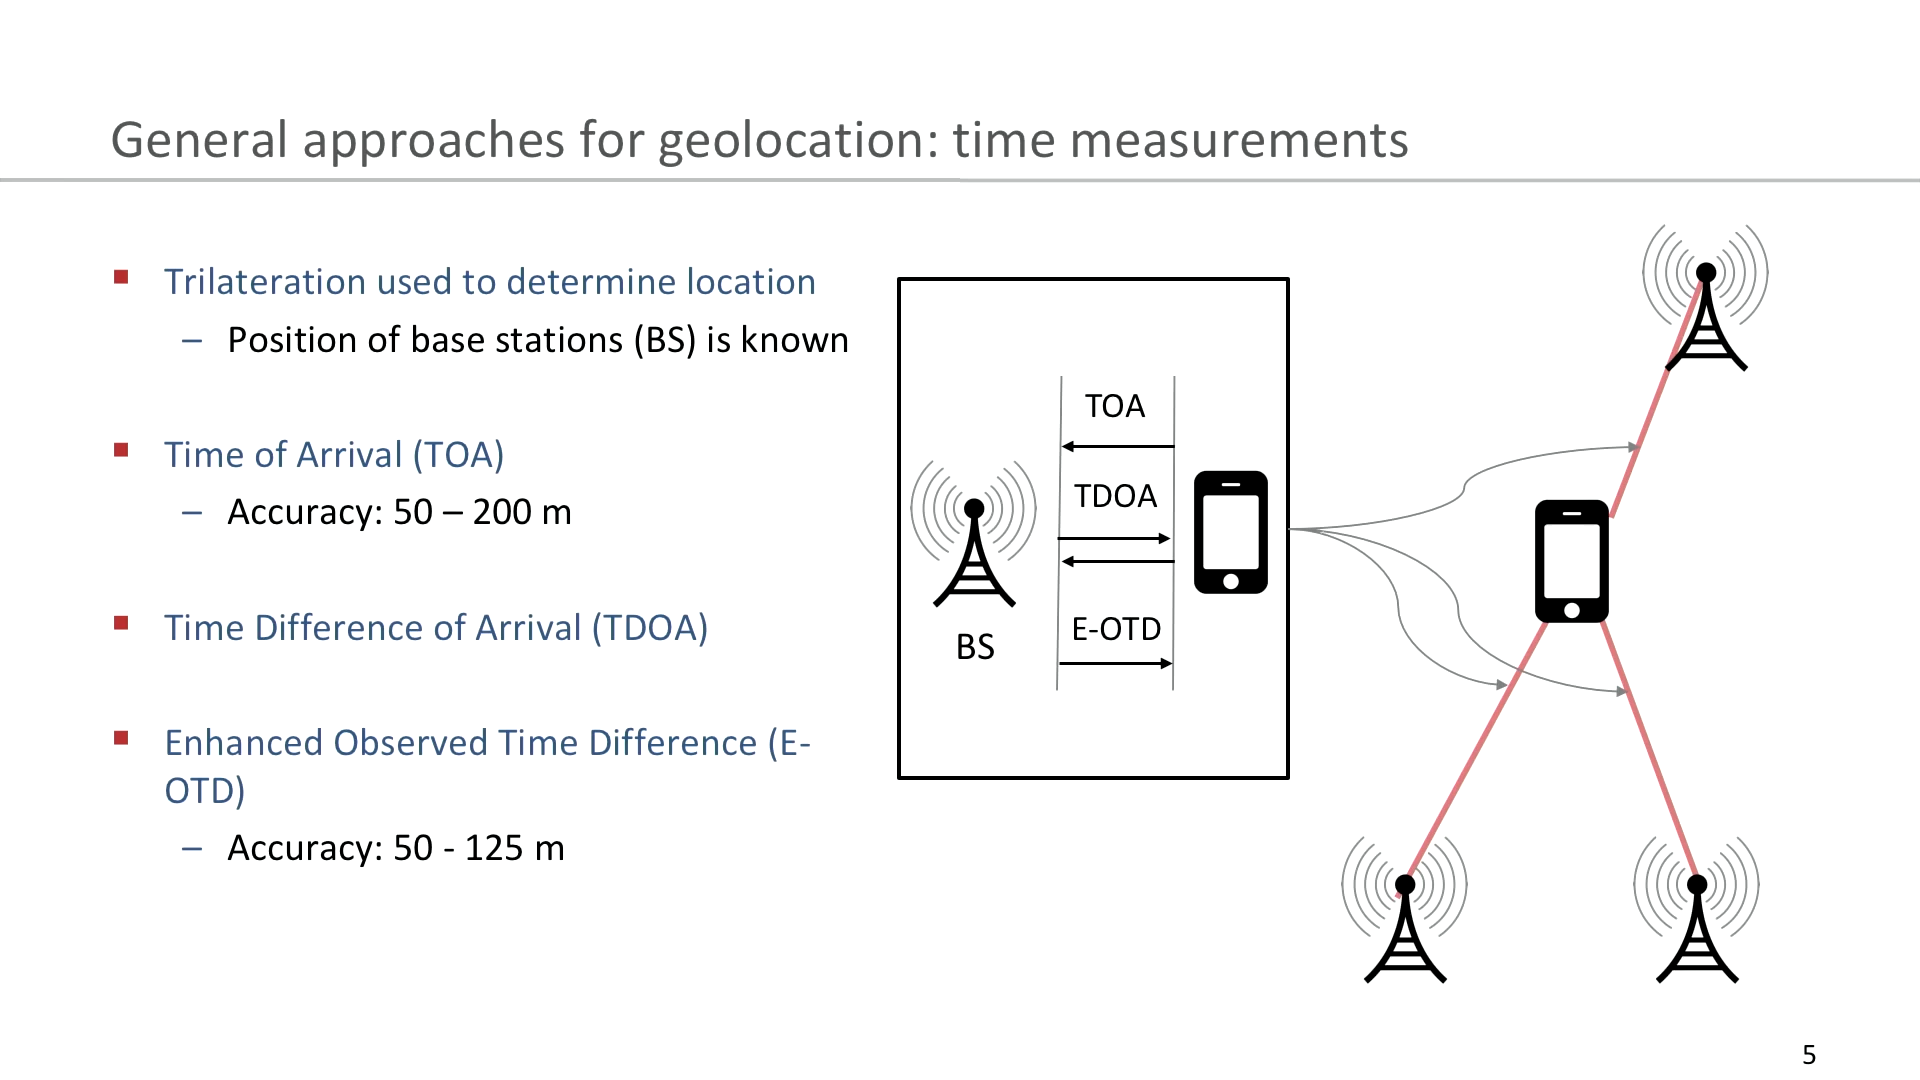 General approaches for geolocation: time measurements
Trilateration used to determine location
– Position of base stations (BS) is known
Time of Arrival (TOA)
– Accuracy: 50 – 200 m
Time Difference of Arrival (TDOA)
Enhanced Observed Time Difference (E-
OTD)
– Accuracy: 50 - 125 m
TOA
TDOA
E-OTD
BS
5